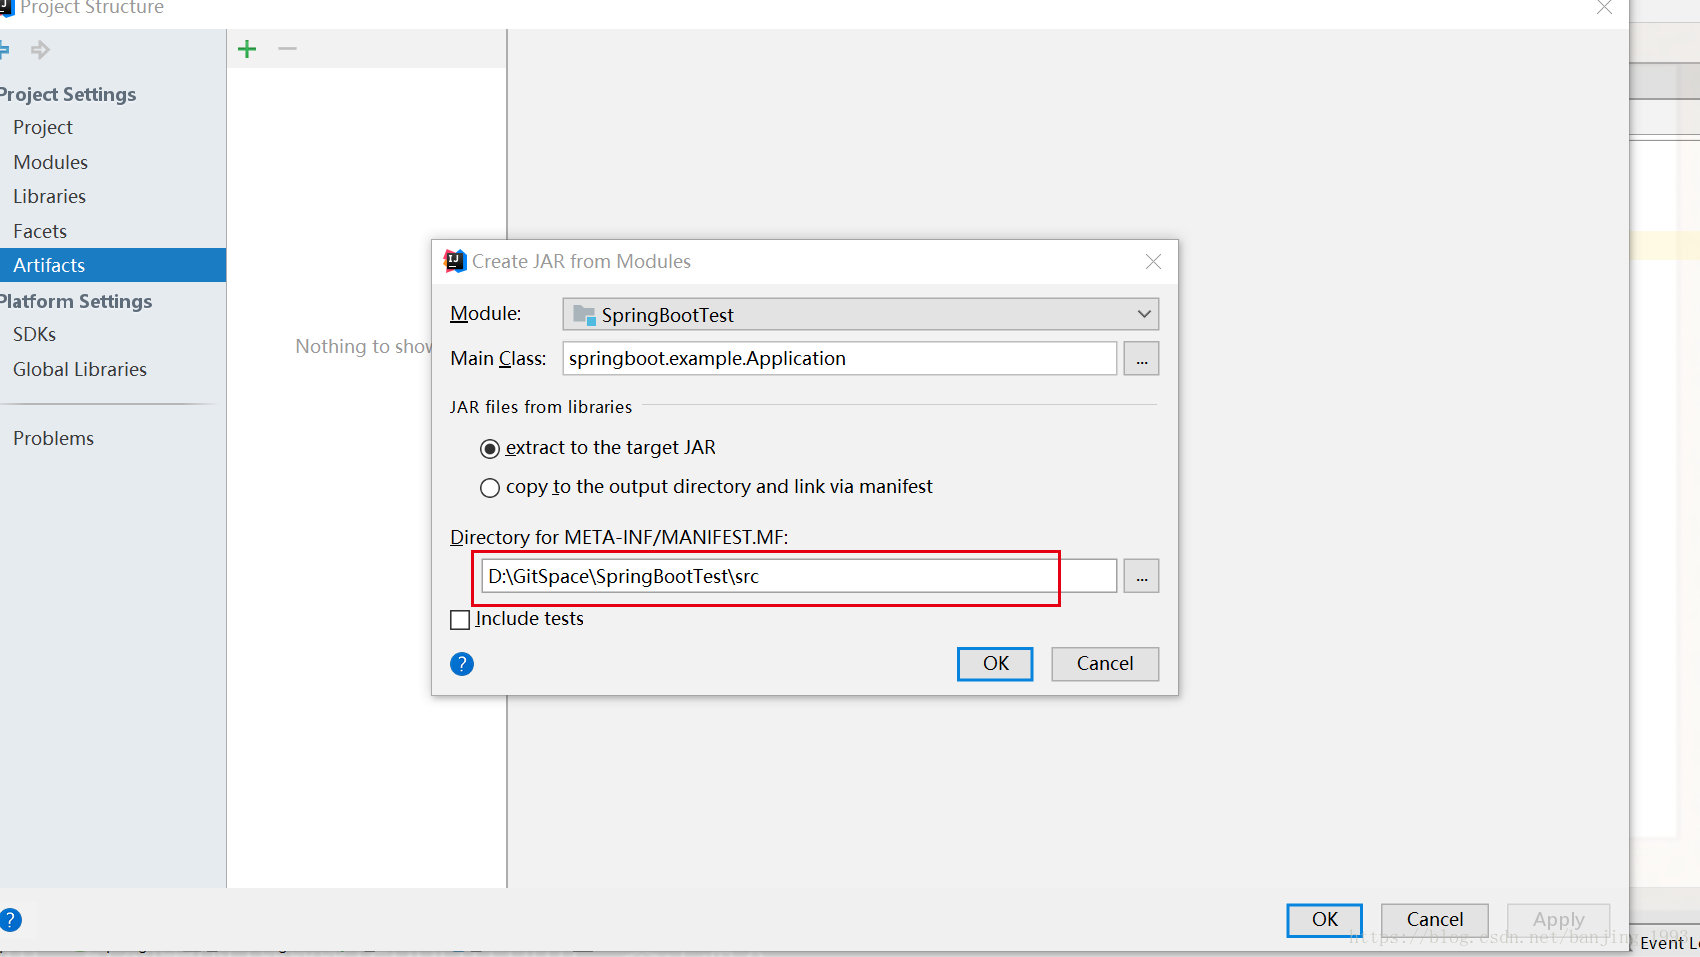 Project Structure
Project Settings
Project
Modules
Libraries
Facets
Artifacts
Platform Settings
SDKs
Global Libraries
Problems
Nothing to show
Create JAR from Modules
Module:
SpringBootTest
Main Class:
springboot.example.Application
...
JAR files from libraries
extract to the target JAR
copy to the output directory and link via manifest
Directory for META-INF/MANIFEST.MF:
D:\GitSpace\SpringBootTest\src
...
Include tests
?
OK
Cancel
?
OK
Cancel
Apply
https://blog.csdn.net/banjing_1993
Event